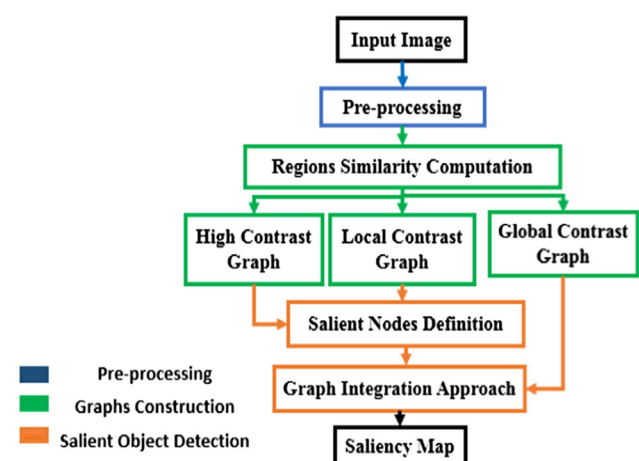 Input Image
Pre-processing
Regions Similarity Computation
High Contrast
Graph
Local Contrast
Graph
Global Contrast
Graph
Salient Nodes Definition
Graph Integration Approach
Saliency Map
Pre-processing
Graphs Construction
Salient Object Detection